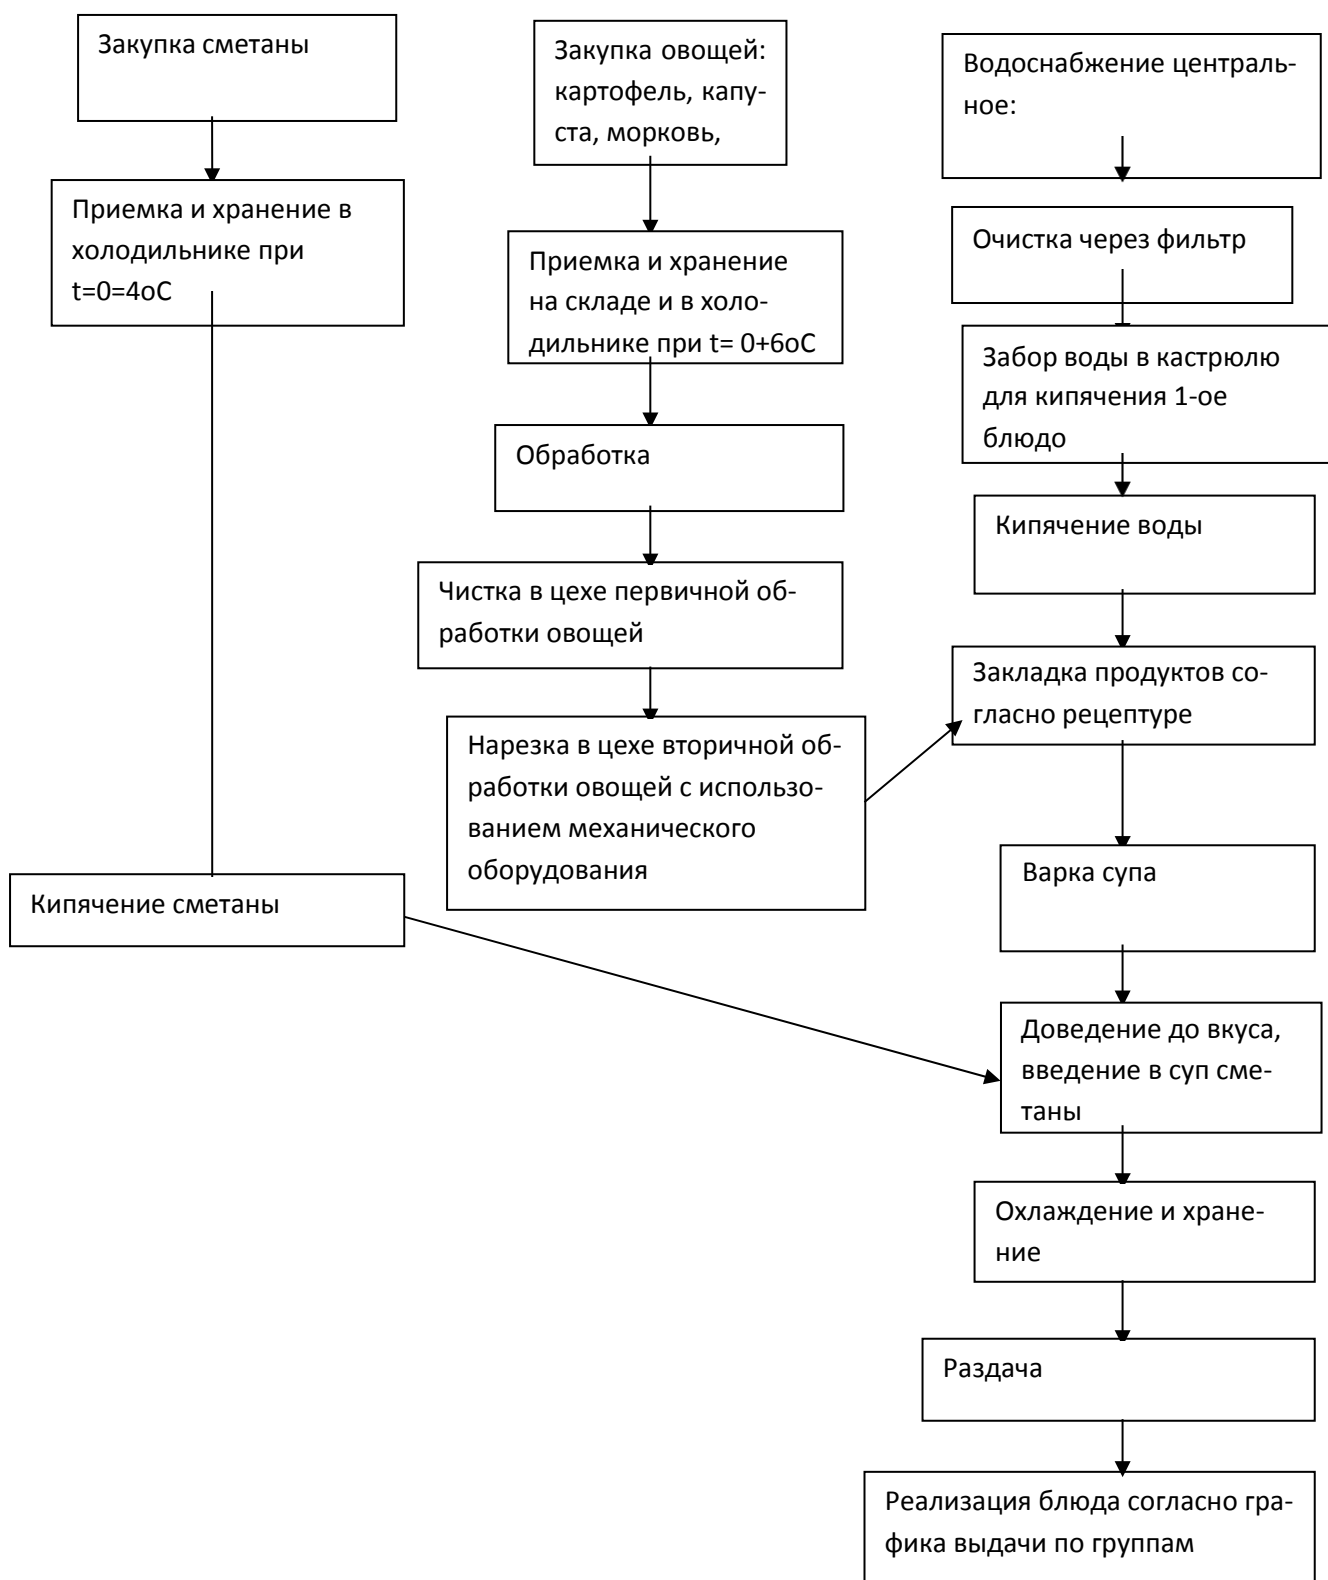 Закупка сметаны
Приемка и хранение в
холодильнике при
t=0=4оС
Кипячение сметаны
Закупка овощей:
картофель, капу-
ста, морковь,
Приемка и хранение
на складе и в холо-
дильнике при t= 0+6оС
Обработка
Чистка в цехе первичной об-
работки овощей
Нарезка в цехе вторичной об-
работки овощей с использо-
ванием механического
оборудования
Водоснабжение централь-
ное:
Очистка через фильтр
Забор воды в кастрюлю
для кипячения 1-ое
блюдо
Кипячение воды
Закладка продуктов со-
гласно рецептуре
Варка супа
Доведение до вкуса,
введение в суп сме-
таны
Охлаждение и хране-
ние
Раздача
Реализация блюда согласно гра-
фика выдачи по группам